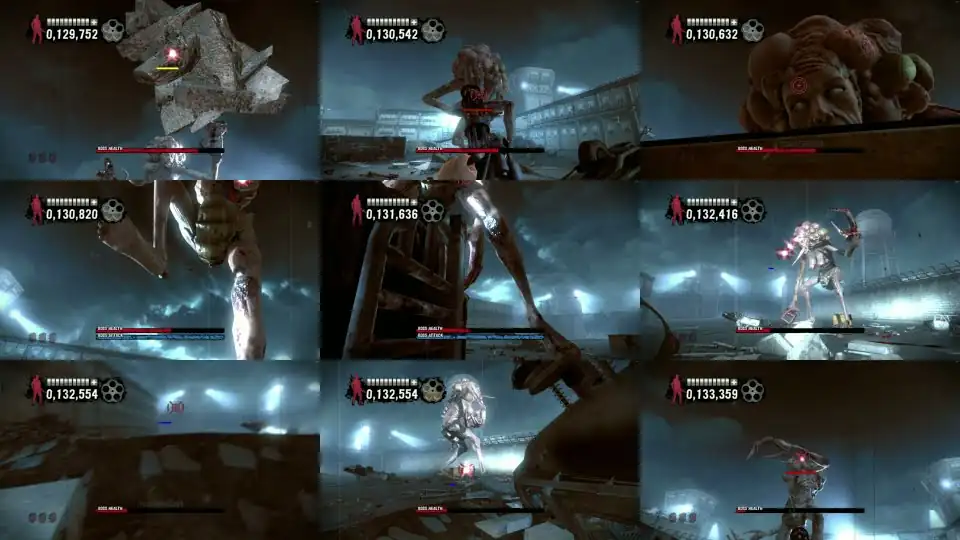 0,129,752
BOSS HEALTH
0,130,542
BOSS HEALTH
0,130,632
BOSS HEALTH
0,130,820
BOSS HEALTH
BOSS ATTACK
0,131,636
BOSS HEALTH
BOSS ATTACK
0,132,416
BOSS HEALTH
0,132,554
BOSS HEALTH
0,132,554
BOSS HEALTH
0,133,359
BOSS HEALTH